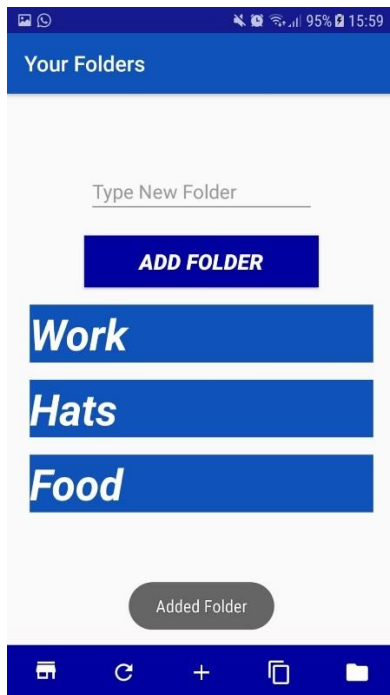 95% 15:59
Your Folders
Type New Folder
ADD FOLDER
Work
Hats
Food
Added Folder